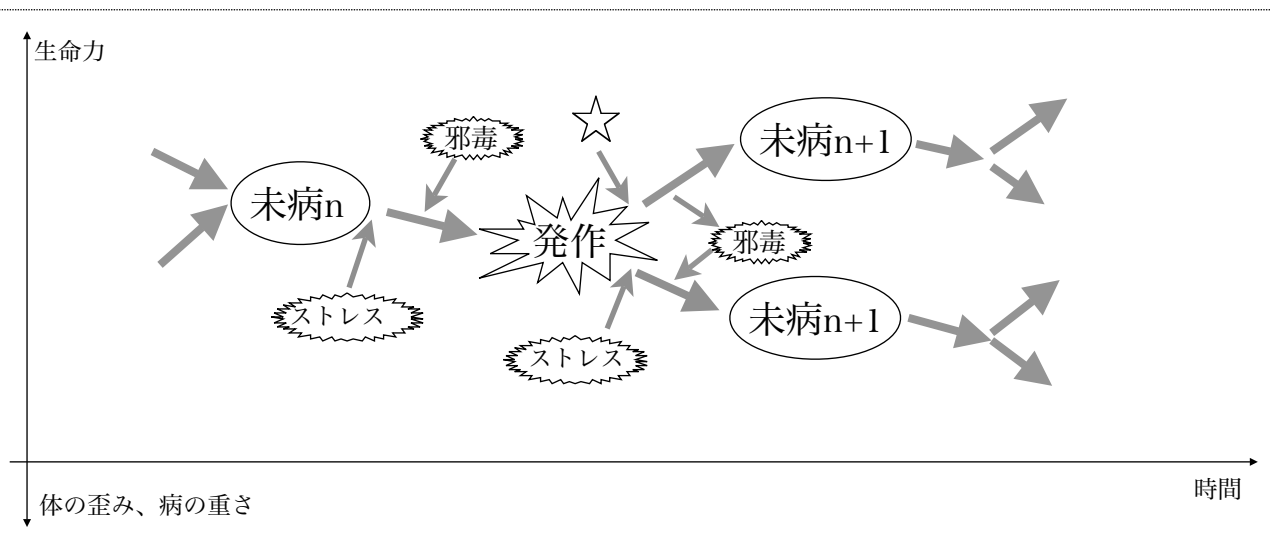 生命力
邪毒
未病n+1
未病n
発作
邪毒
ストレス
未病n+1
ストレス
時間
体の歪み、病の重さ